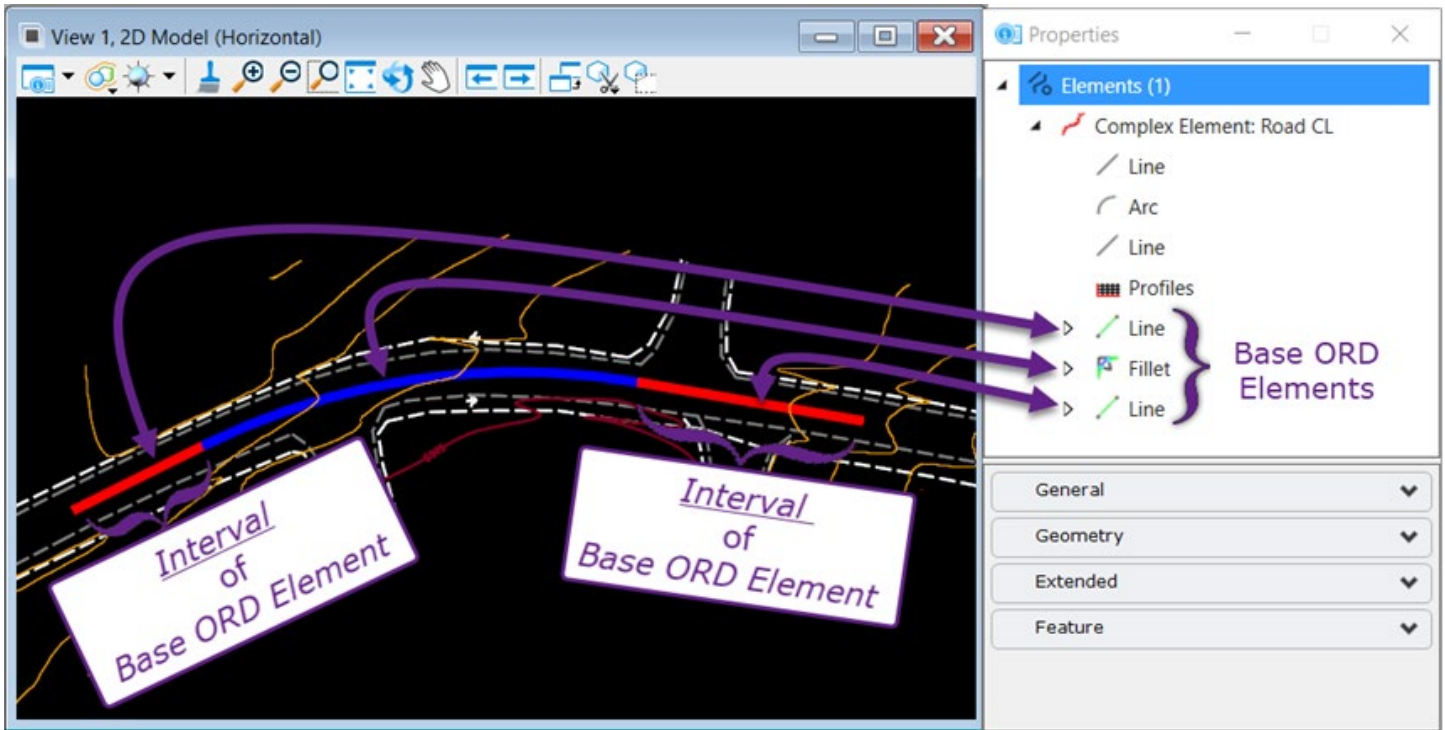 View 1, 2D Model (Horizontal)
Interval
of
Base ORD Element
Interval
of
Base ORD Element
Properties
Elements (1)
Complex Element: Road CL
Line
Arc
Line
Profiles
Line
Fillet
Line
Base ORD
Elements
General
Geometry
Extended
Feature